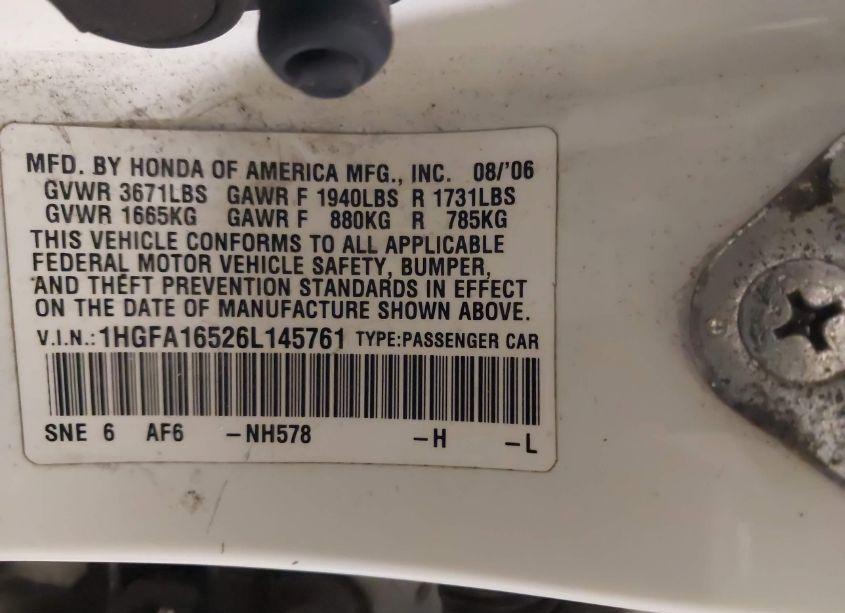 MFD. BY HONDA OF AMERICA MFG., INC. 08/'06
GVWR 3671LBS GAWR F 1940LBS R 1731LBS
GVWR 1665KG GAWR F 880KG R 785KG
THIS VEHICLE CONFORMS TO ALL APPLICABLE
FEDERAL MOTOR VEHICLE SAFETY, BUMPER,
AND THEFT PREVENTION STANDARDS IN EFFECT
ON THE DATE OF MANUFACTURE SHOWN ABOVE.
V.I.N.: 1HGFA16526L145761 TYPE:PASSENGER CAR
SNE 6 AF6 -NH578 -H -L